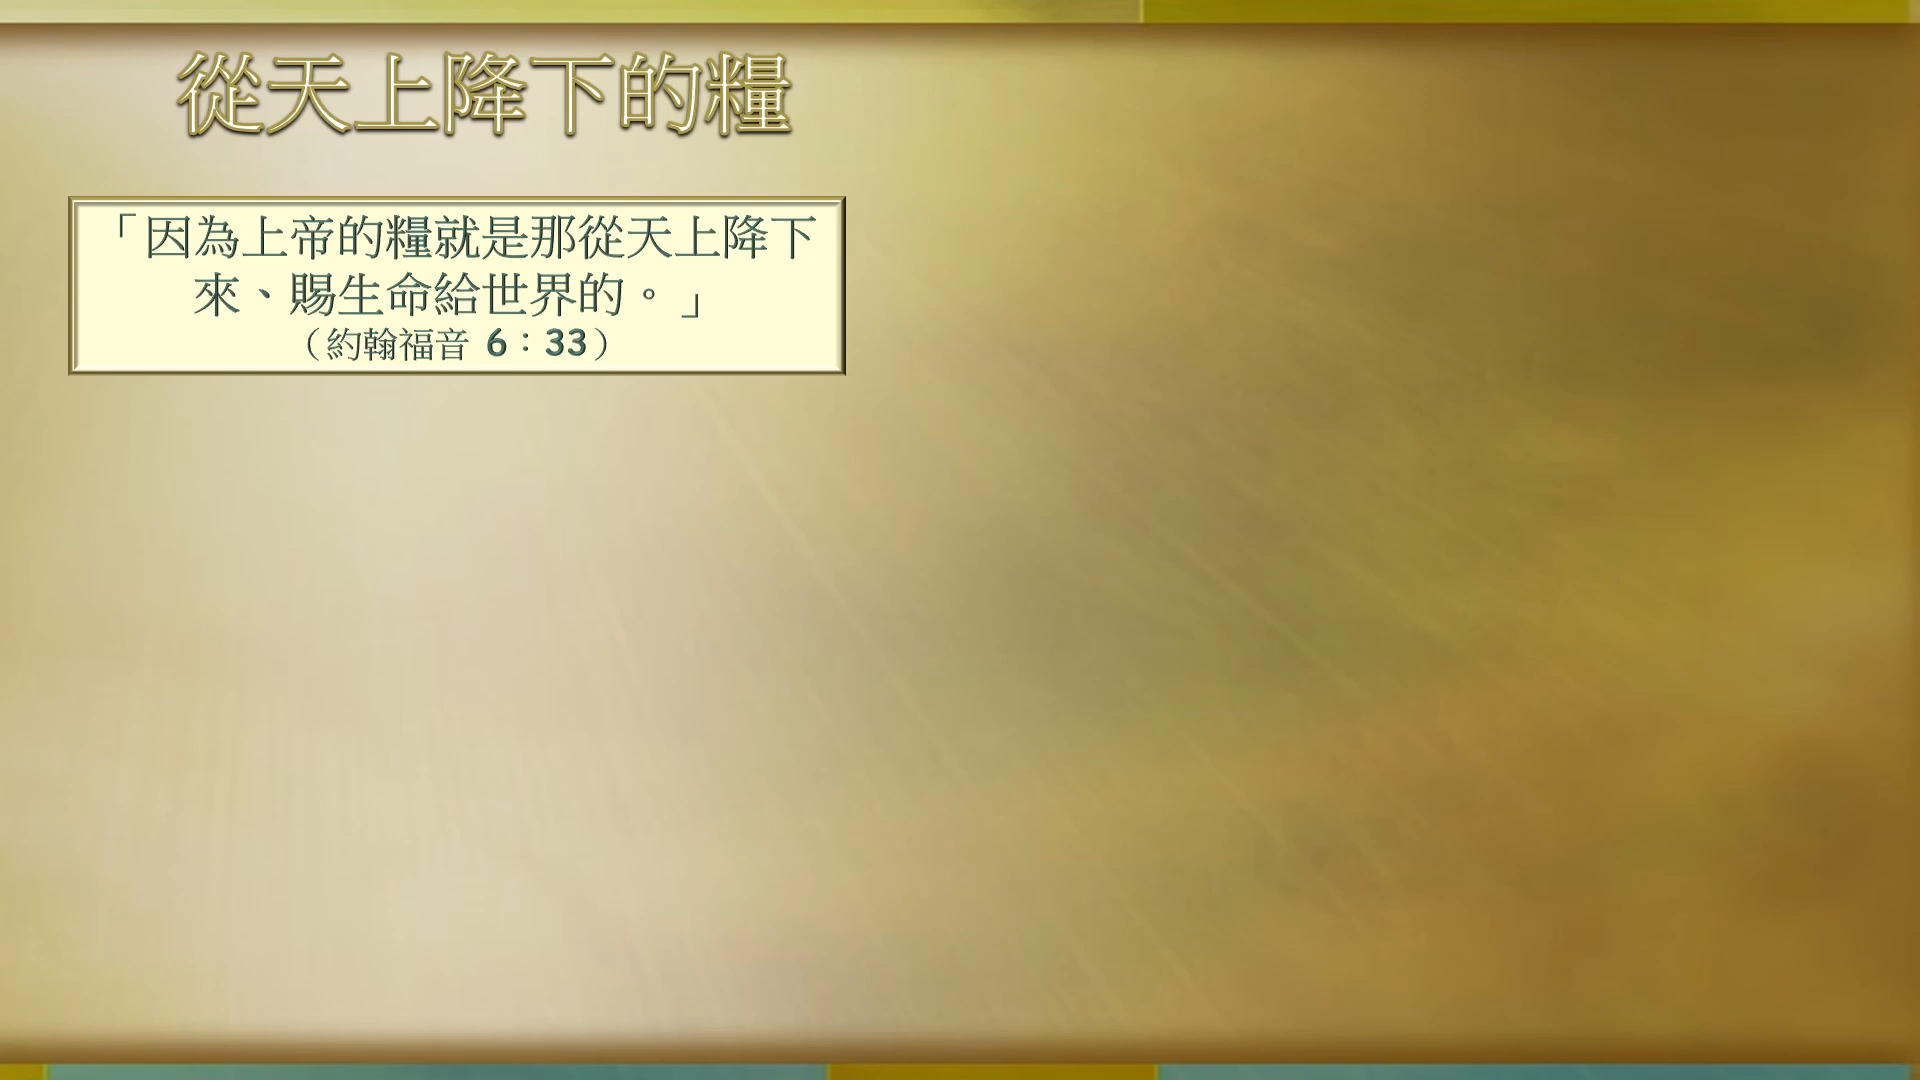 從天上降下的糧
「因為上帝的糧就是那從天上降下
來、賜生命給世界的。」
（約翰福音 6：33）